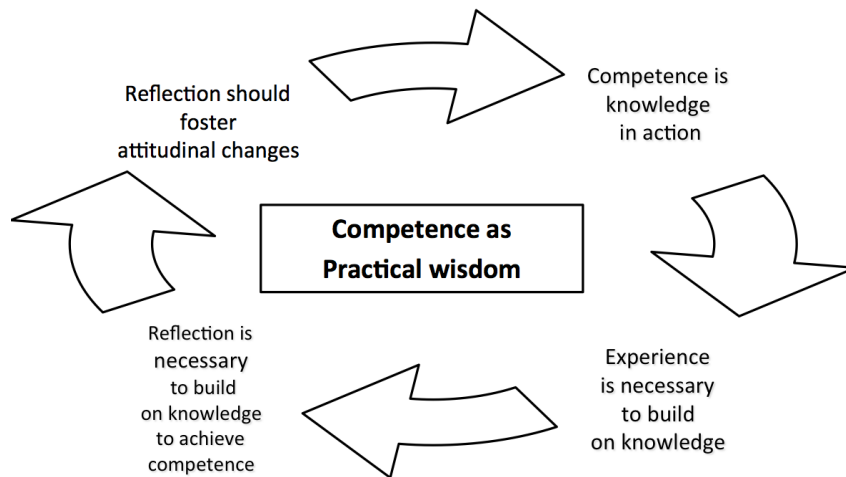 Reflection should
foster
attitudinal changes
Competence is
knowledge
in action
Competence as
Practical wisdom
Reflection is
necessary
to build
on knowledge
to achieve
competence
Experience
is necessary
to build
on knowledge